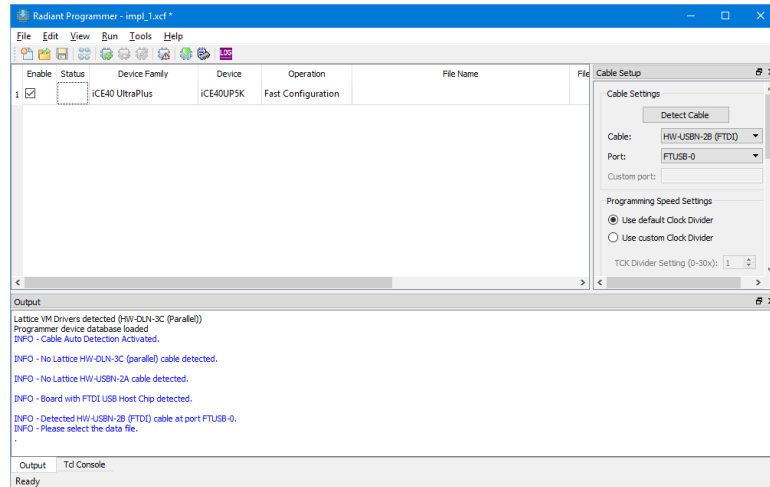 Radiant Programmer - impl_1.xcf *
File Edit View Run Tools Help
LOG
Enable Status Device Family Device Operation File Name File
1 iCE40 UltraPlus iCE40UP5K Fast Configuration
Cable Setup
Cable Settings
Detect Cable
Cable: HW-USBN-2B (FTDI)
Port: FTUSB-0
Custom port:
Programming Speed Settings
Use default Clock Divider
Use custom Clock Divider
TCK Divider Setting (0-30x): 1
Output
Lattice VM Drivers detected (HW-DLN-3C (Parallel))
Programmer device database loaded
INFO - Cable Auto Detection Activated.
INFO - No Lattice HW-DLN-3C (parallel) cable detected.
INFO - No Lattice HW-USBN-2A cable detected.
INFO - Board with FTDI USB Host Chip detected.
INFO - Detected HW-USBN-2B (FTDI) cable at port FTUSB-0.
INFO - Please select the data file.
.
Output Tcl Console
Ready